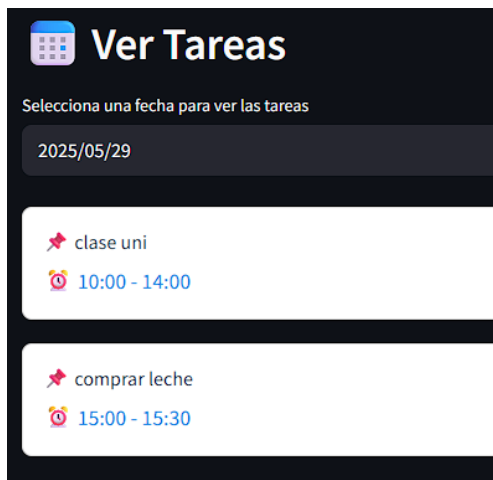 Ver Tareas
Selecciona una fecha para ver las tareas
2025/05/29
clase uni
10:00 - 14:00
comprar leche
15:00 - 15:30